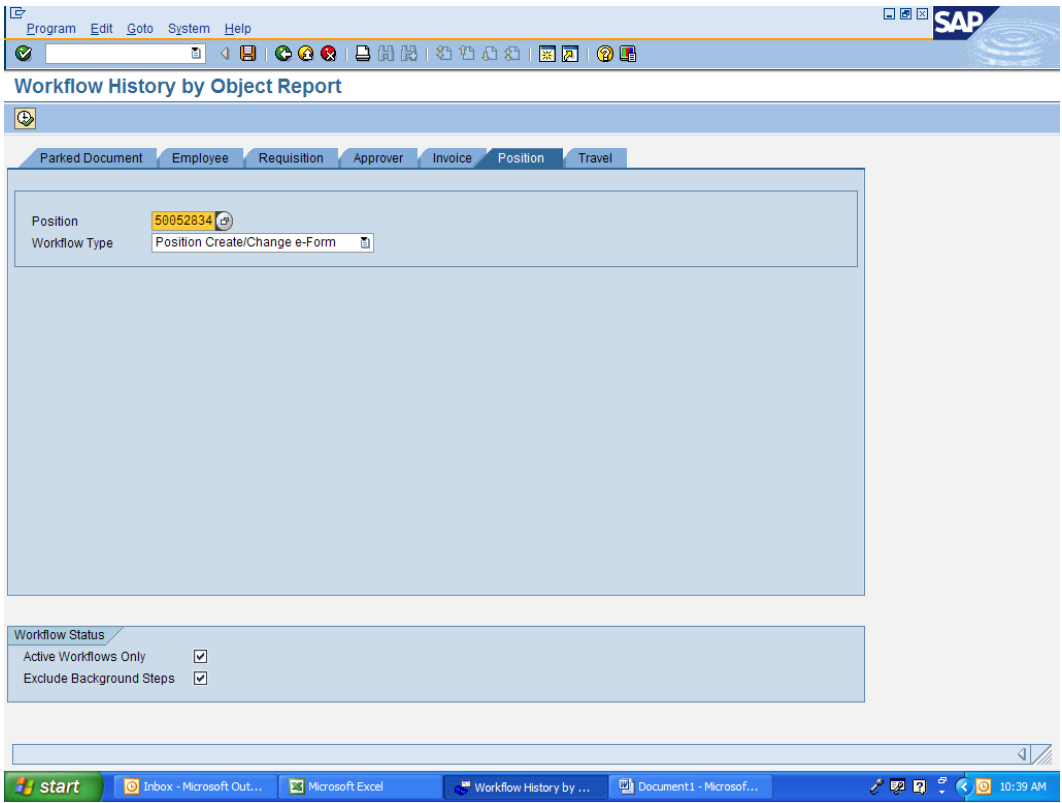 Program Edit Goto System Help
SAP
Workflow History by Object Report
Parked Document Employee Requisition Approver Invoice Position Travel
Position 50052834
Workflow Type Position Create/Change e-Form
Workflow Status
Active Workflows Only
Exclude Background Steps
start Inbox - Microsoft Out... Microsoft Excel Workflow History by ... Document1 - Microsof... 10:39 AM